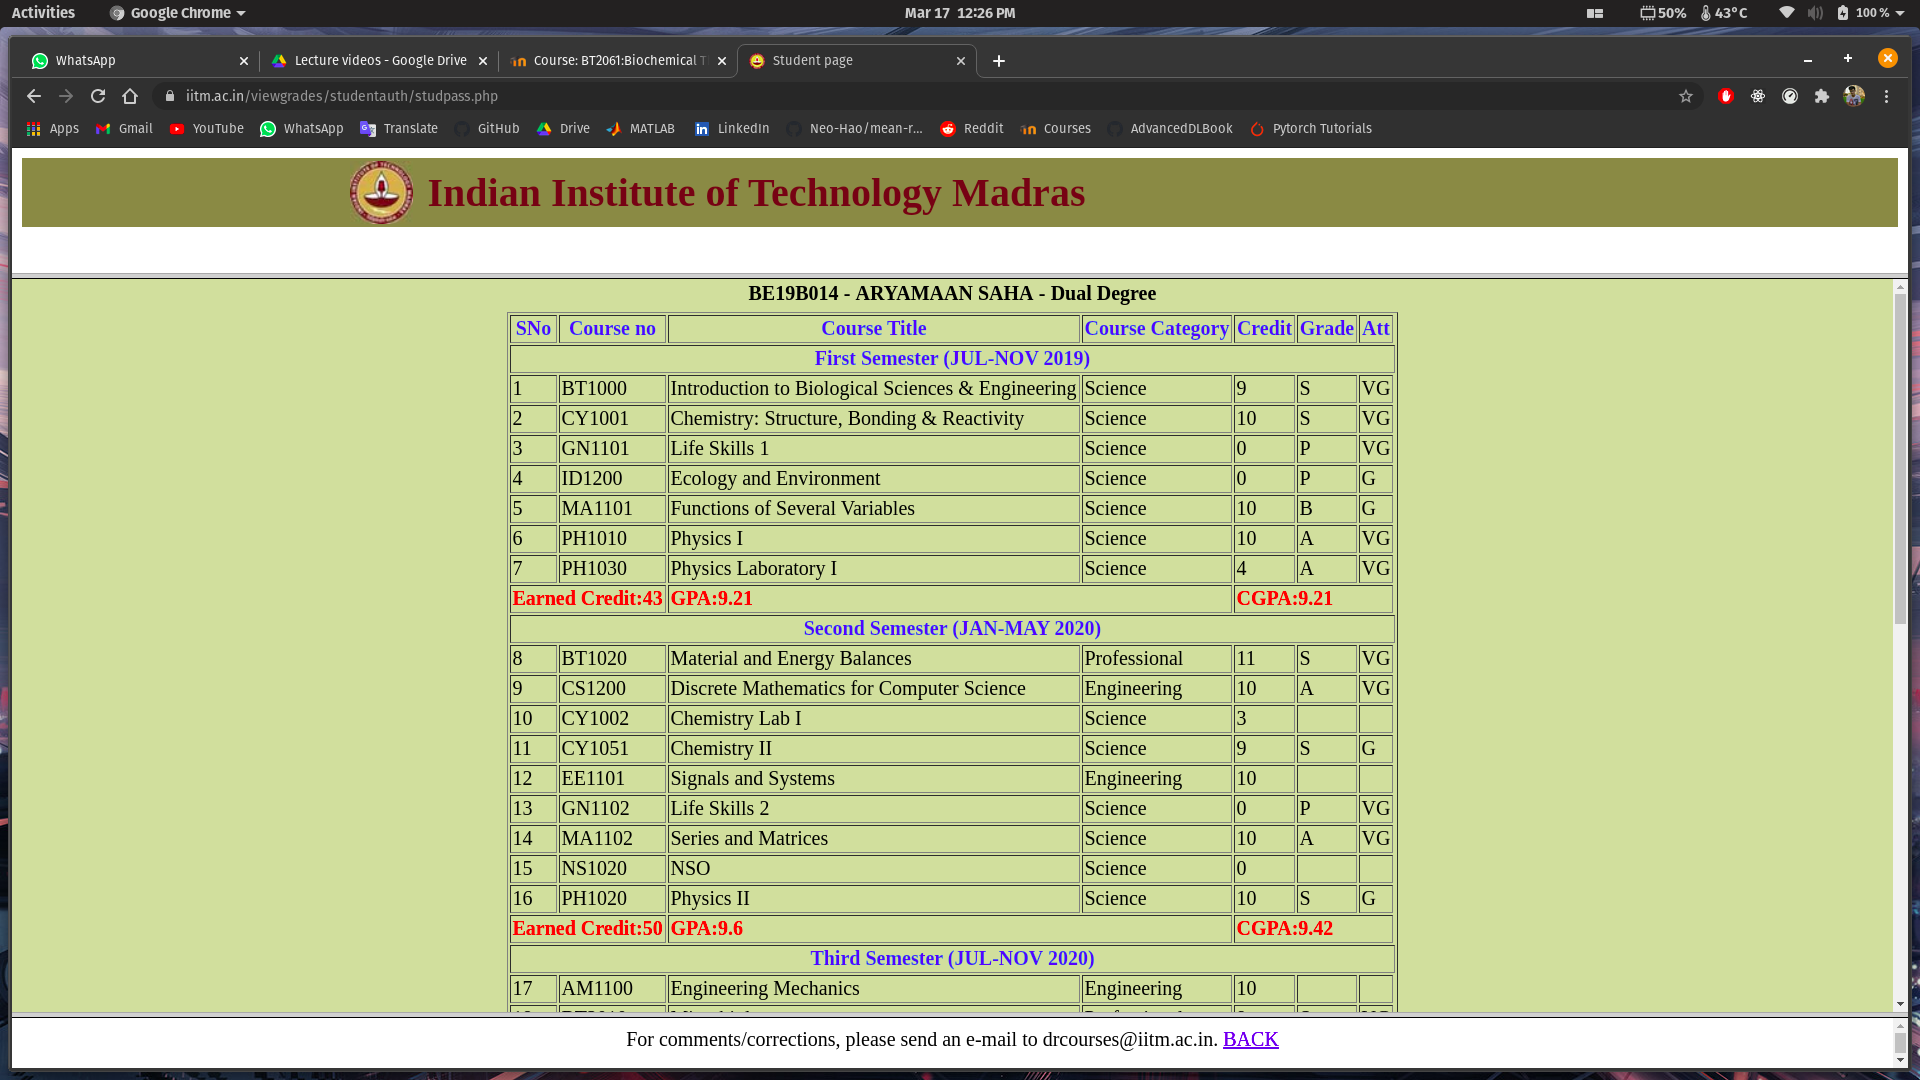 Activities Google Chrome Mar 17 12:26 PM 50% 43°C 100 %
WhatsApp Lecture videos - Google Drive Course: BT2061:Biochemical Student page
iitm.ac.in/viewgrades/studentauth/studpass.php
Apps Gmail YouTube WhatsApp Translate GitHub Drive MATLAB LinkedIn Neo-Hao/mean-r... Reddit Courses AdvancedDLBook Pytorch Tutorials
Indian Institute of Technology Madras
BE19B014 - ARYAMAAN SAHA - Dual Degree
SNo Course no Course Title Course Category Credit Grade Att
First Semester (JUL-NOV 2019)
1 BT1000 Introduction to Biological Sciences & Engineering Science 9 S VG
2 CY1001 Chemistry: Structure, Bonding & Reactivity Science 10 S VG
3 GN1101 Life Skills 1 Science 0 P VG
4 ID1200 Ecology and Environment Science 0 P G
5 MA1101 Functions of Several Variables Science 10 B G
6 PH1010 Physics I Science 10 A VG
7 PH1030 Physics Laboratory I Science 4 A VG
Earned Credit:43 GPA:9.21 CGPA:9.21
Second Semester (JAN-MAY 2020)
8 BT1020 Material and Energy Balances Professional 11 S VG
9 CS1200 Discrete Mathematics for Computer Science Engineering 10 A VG
10 CY1002 Chemistry Lab I Science 3
11 CY1051 Chemistry II Science 9 S G
12 EE1101 Signals and Systems Engineering 10
13 GN1102 Life Skills 2 Science 0 P VG
14 MA1102 Series and Matrices Science 10 A VG
15 NS1020 NSO Science 0
16 PH1020 Physics II Science 10 S G
Earned Credit:50 GPA:9.6 CGPA:9.42
Third Semester (JUL-NOV 2020)
17 AM1100 Engineering Mechanics Engineering 10
For comments/corrections, please send an e-mail to drcourses@iitm.ac.in. BACK